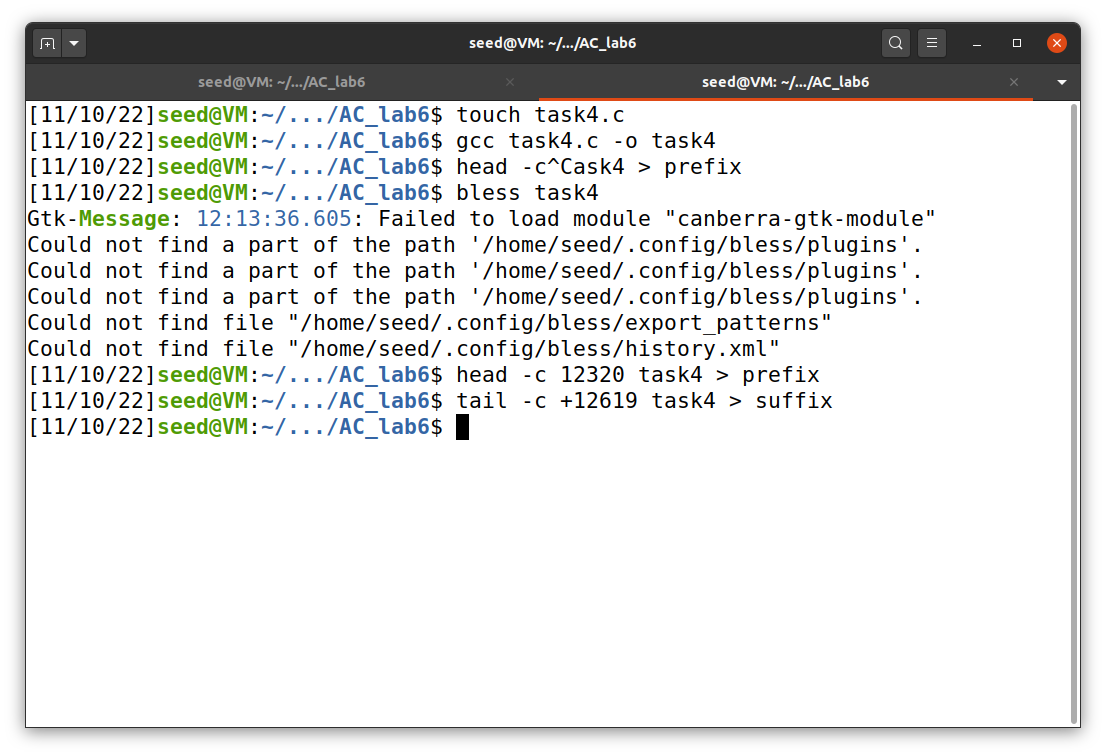 seed@VM: ~/.../AC_lab6
seed@VM: ~/.../AC_lab6
seed@VM: ~/.../AC_lab6
[11/10/22]seed@VM:~/.../AC_lab6$ touch task4.c
[11/10/22]seed@VM:~/.../AC_lab6$ gcc task4.c -o task4
[11/10/22]seed@VM:~/.../AC_lab6$ head -c^Cask4 > prefix
[11/10/22]seed@VM:~/.../AC_lab6$ bless task4
Gtk-Message: 12:13:36.605: Failed to load module "canberra-gtk-module"
Could not find a part of the path '/home/seed/.config/bless/plugins'.
Could not find a part of the path '/home/seed/.config/bless/plugins'.
Could not find a part of the path '/home/seed/.config/bless/plugins'.
Could not find file "/home/seed/.config/bless/export_patterns"
Could not find file "/home/seed/.config/bless/history.xml"
[11/10/22]seed@VM:~/.../AC_lab6$ head -c 12320 task4 > prefix
[11/10/22]seed@VM:~/.../AC_lab6$ tail -c +12619 task4 > suffix
[11/10/22]seed@VM:~/.../AC_lab6$